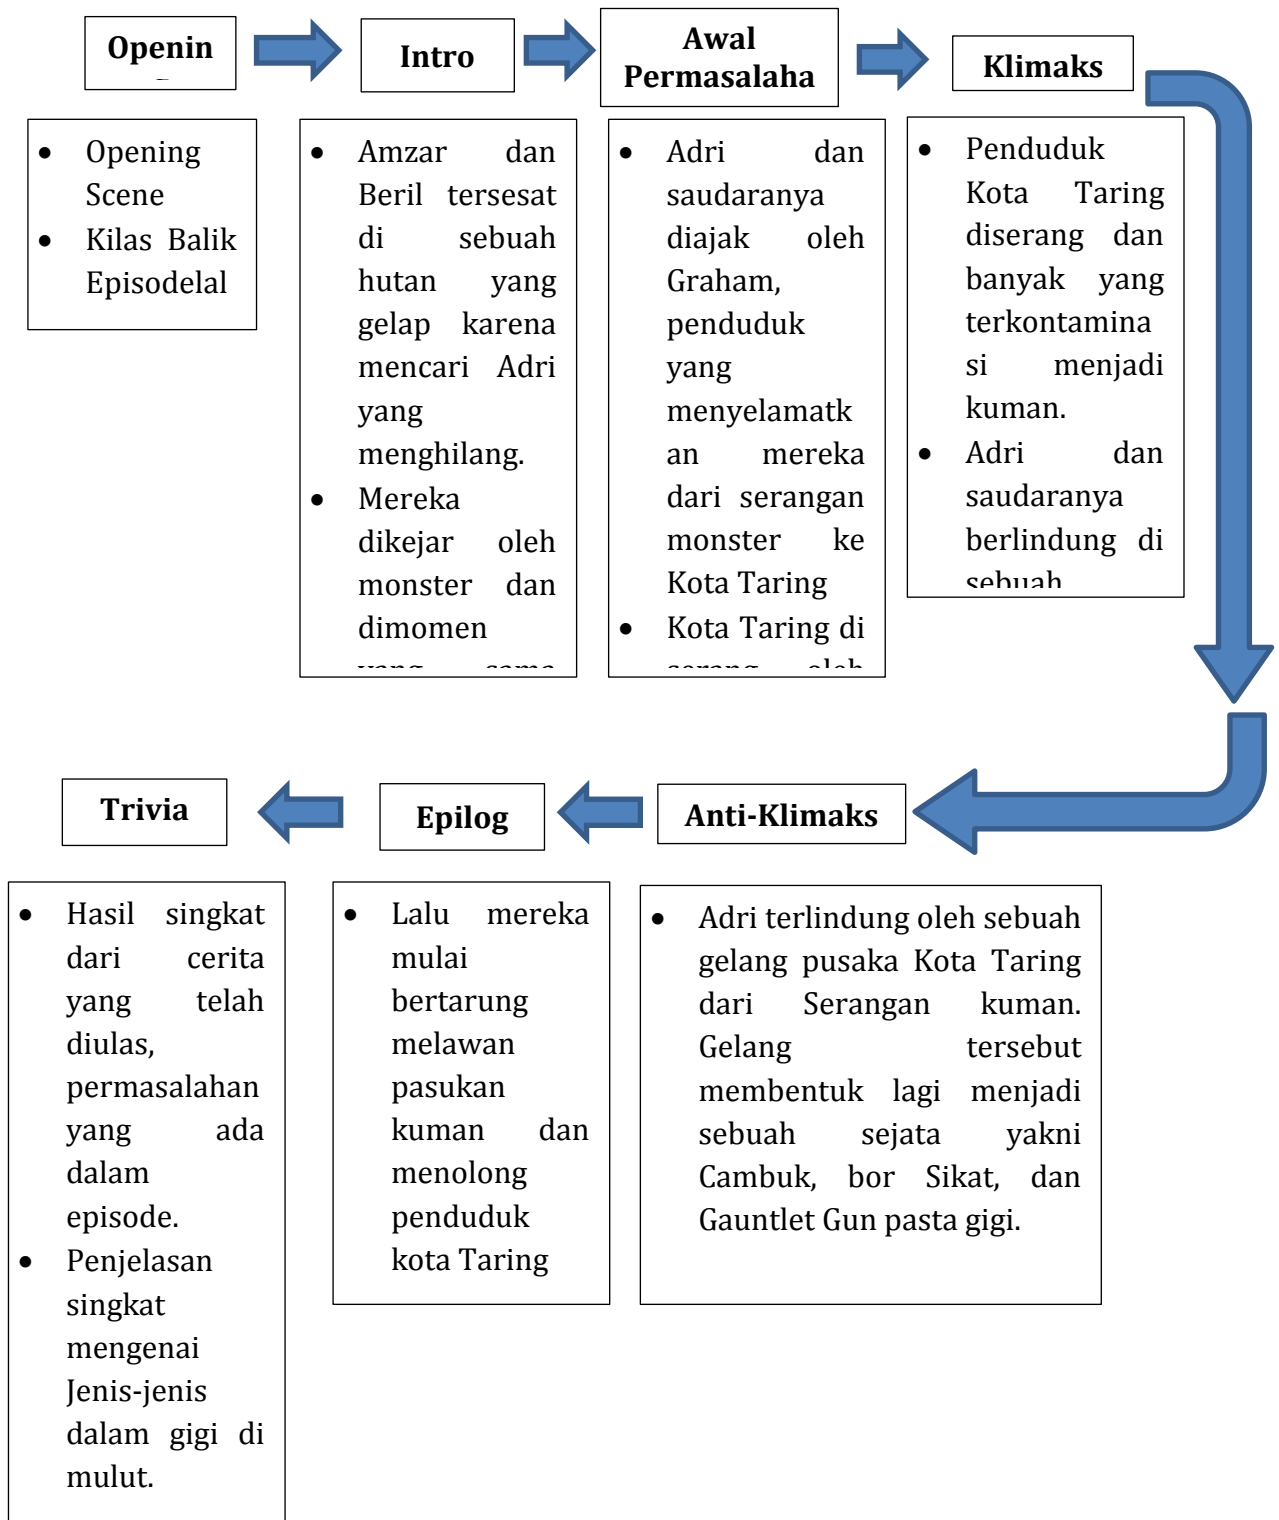 Openin
Intro
Awal
Permasalaha
Klimaks
• Opening
Scene
• Kilas Balik
Episodelal
• Amzar dan
Beril tersesat
di sebuah
hutan yang
gelap karena
mencari Adri
yang
menghilang.
• Mereka
dikejar oleh
monster dan
dimomen
yang sama
• Adri dan
saudaranya
diajak oleh
Graham,
penduduk
yang
menyelamatk
an mereka
dari serangan
monster ke
Kota Taring
• Kota Taring di
serang oleh
• Penduduk
Kota Taring
diserang dan
banyak yang
terkontamina
si menjadi
kuman.
• Adri dan
saudaranya
berlindung di
sebuah
Trivia
Epilog
Anti-Klimaks
• Hasil singkat
dari cerita
yang telah
diulas,
permasalahan
yang ada
dalam
episode.
• Penjelasan
singkat
mengenai
Jenis-jenis
dalam gigi di
mulut.
• Lalu mereka
mulai
bertarung
melawan
pasukan
kuman dan
menolong
penduduk
kota Taring
• Adri terlindung oleh sebuah
gelang pusaka Kota Taring
dari Serangan kuman.
Gelang tersebut
membentuk lagi menjadi
sebuah sejata yakni
Cambuk, bor Sikat, dan
Gauntlet Gun pasta gigi.